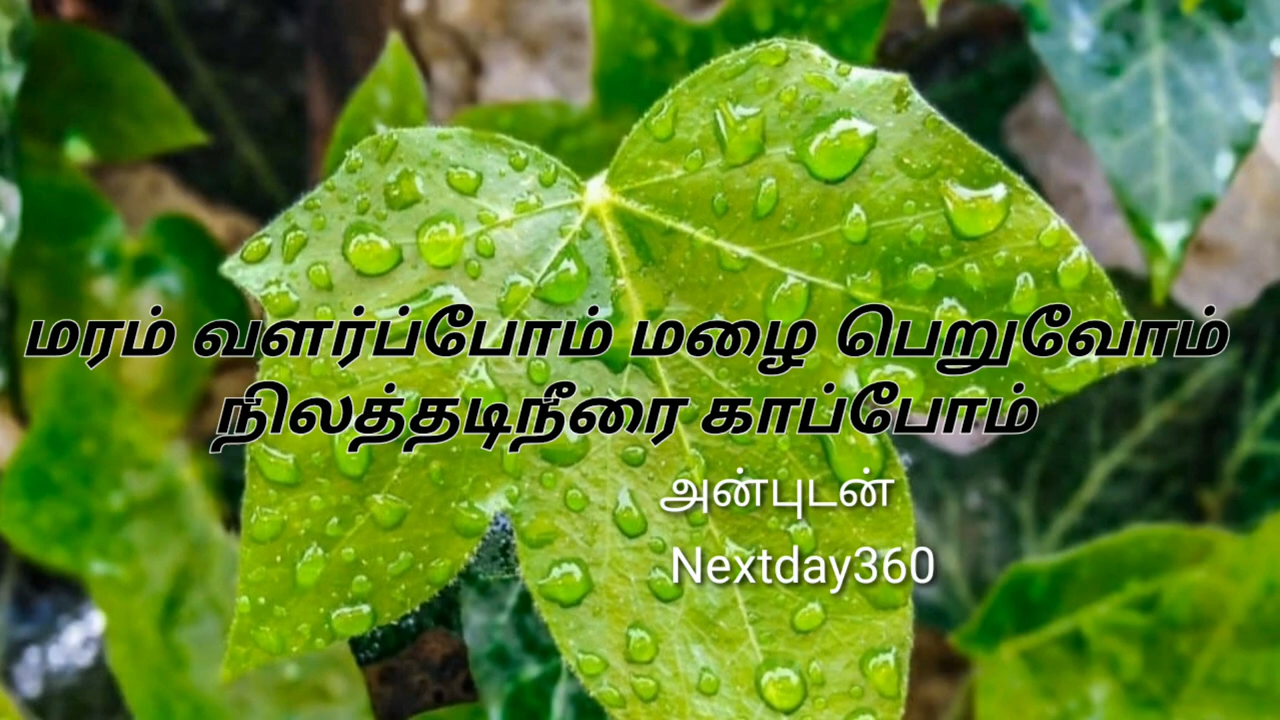 மரம் வளர்ப்போம் மழை பெறுவோம்
நிலத்தடிநீரை காப்போம்
அன்புடன்
Nextday360